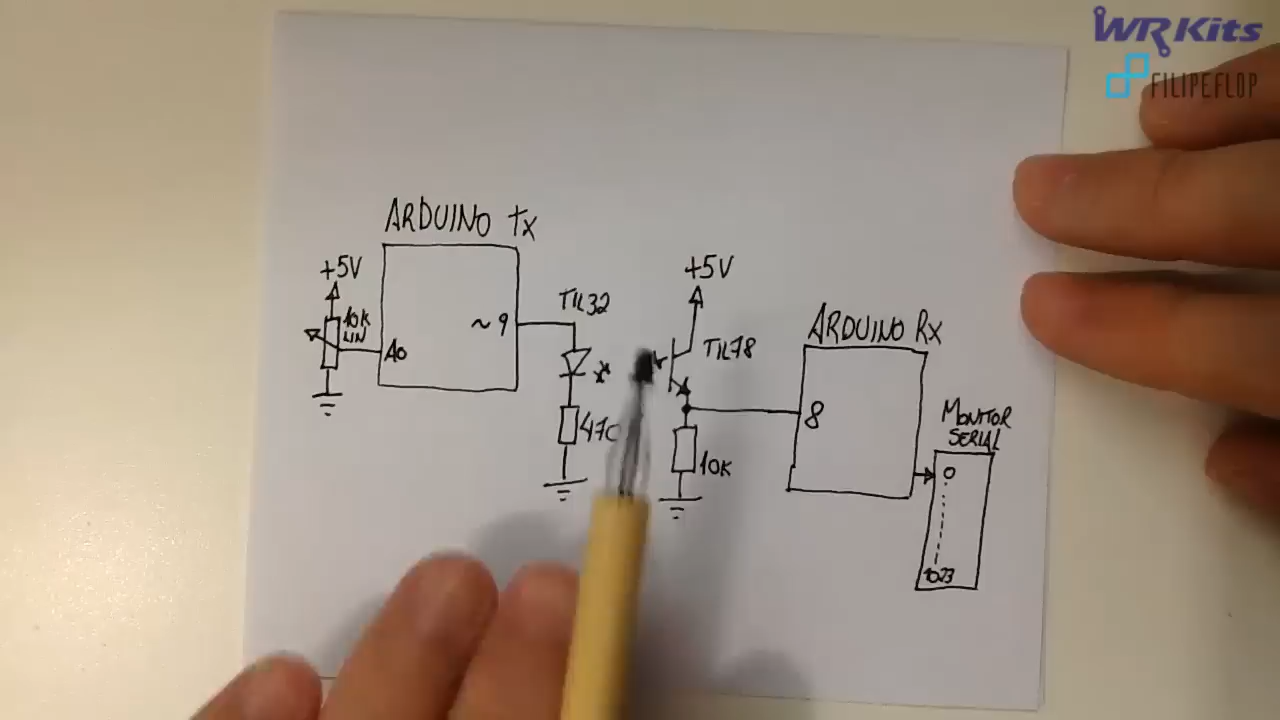 WR Kits
FILIPEFLOP
ARDUINO TX
+5V
10K
LIN
A0
~9
TIL32
+5V
TIL78
10K
ARDUINO RX
8
MONITOR
SERIAL
0
1023